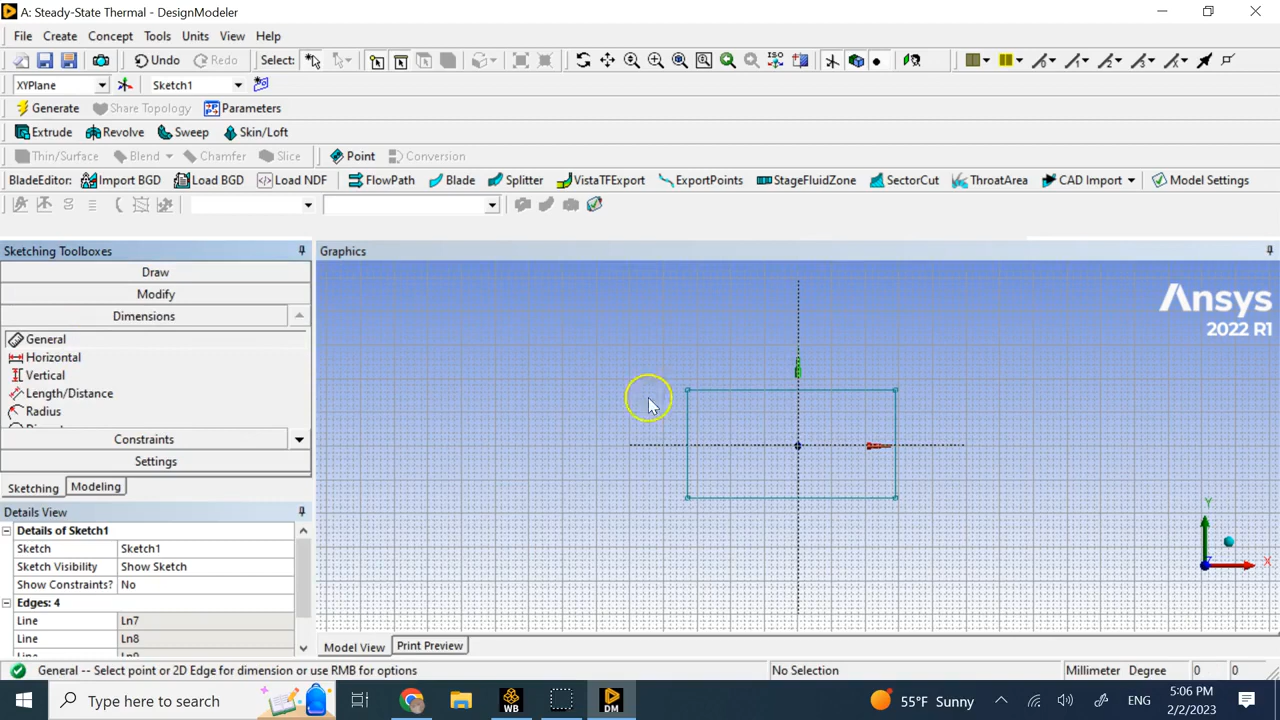 A: Steady-State Thermal - DesignModeler
File Create Concept Tools Units View Help
Undo Redo Select: ISO
XYPlane Sketch1
Generate Share Topology Parameters
Extrude Revolve Sweep Skin/Loft
Thin/Surface Blend Chamfer Slice Point Conversion
BladeEditor: Import BGD Load BGD Load NDF FlowPath Blade Splitter VistaTFExport ExportPoints StageFluidZone SectorCut ThroatArea CAD Import Model Settings
Sketching Toolboxes
Draw
Modify
Dimensions
General
Horizontal
Vertical
Length/Distance
Radius
Constraints
Settings
Sketching Modeling
Details View
Details of Sketch1
Sketch Sketch1
Sketch Visibility Show Sketch
Show Constraints? No
Edges: 4
Line Ln7
Line Ln8
Graphics
Ansys
2022 R1
Y
Z
X
Model View Print Preview
General -- Select point or 2D Edge for dimension or use RMB for options No Selection Millimeter Degree 0 0
Type here to search
WB
DM
55°F Sunny
ENG
5:06 PM
2/2/2023